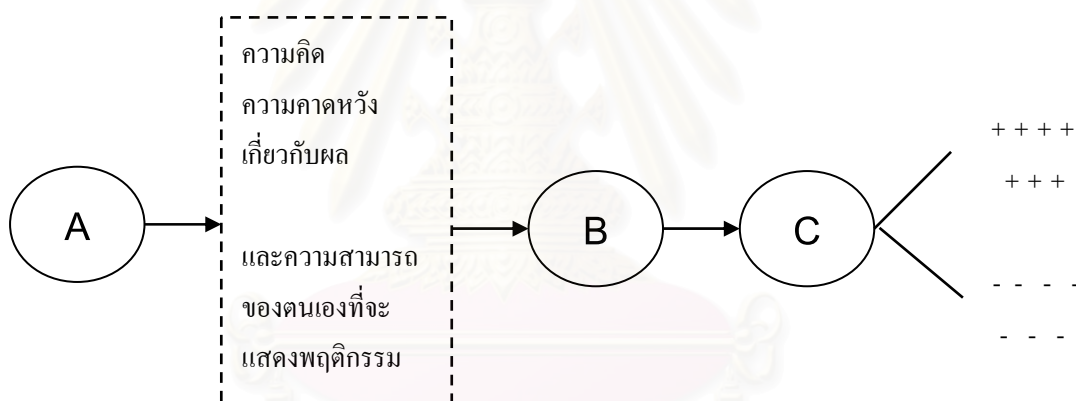 ความคิด
ความคาดหวัง
เกี่ยวกับผล
และความสามารถ
ของตนเองที่จะ
แสดงพฤติกรรม
A
B
C
+ + + +
+ + +
- - - -
- - -